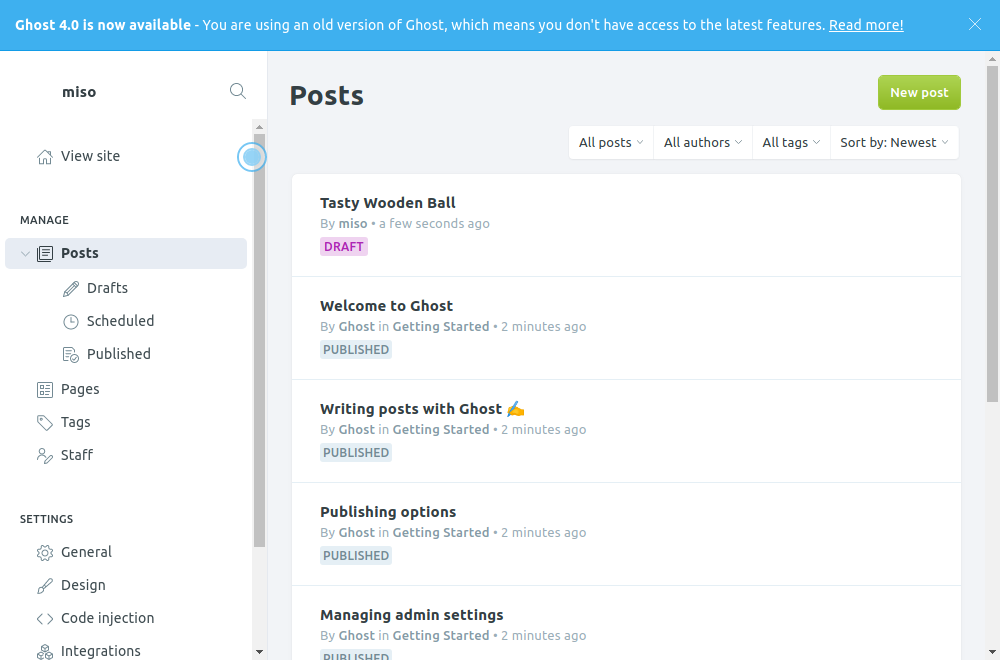 Ghost 4.0 is now available - You are using an old version of Ghost, which means you don't have access to the latest features. Read more!
miso
View site
MANAGE
Posts
Drafts
Scheduled
Published
Pages
Tags
Staff
SETTINGS
General
Design
Code injection
Integrations
Posts
New post
All posts
All authors
All tags
Sort by: Newest
Tasty Wooden Ball
By miso • a few seconds ago
DRAFT
Welcome to Ghost
By Ghost in Getting Started • 2 minutes ago
PUBLISHED
Writing posts with Ghost ✍️
By Ghost in Getting Started • 2 minutes ago
PUBLISHED
Publishing options
By Ghost in Getting Started • 2 minutes ago
PUBLISHED
Managing admin settings
By Ghost in Getting Started • 2 minutes ago
PUBLISHED